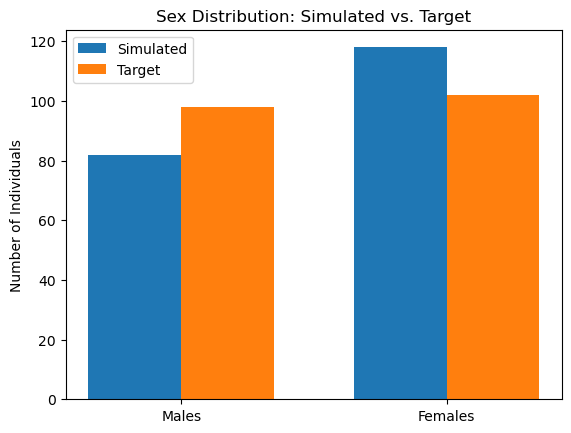 Sex Distribution: Simulated vs. Target
Simulated
Target
Number of Individuals
120
100
80
60
40
20
0
Males
Females